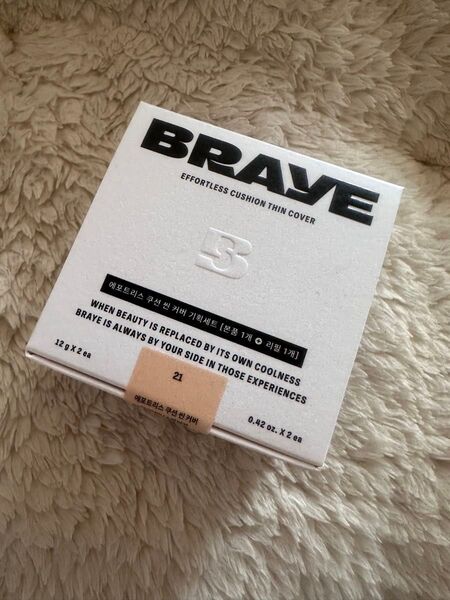 BRAYE
EFFORTLESS CUSHION THIN COVER
B
에포트리스 쿠션 씬 커버 기획세트 [본품 1개 + 리필 1개]
WHEN BEAUTY IS REPLACED BY ITS OWN COOLNESS
BRAYE IS ALWAYS BY YOUR SIDE IN THOSE EXPERIENCES
12 g X 2 ea
0.42 oz. X 2 ea
21
에포트리스 쿠션 씬 커버